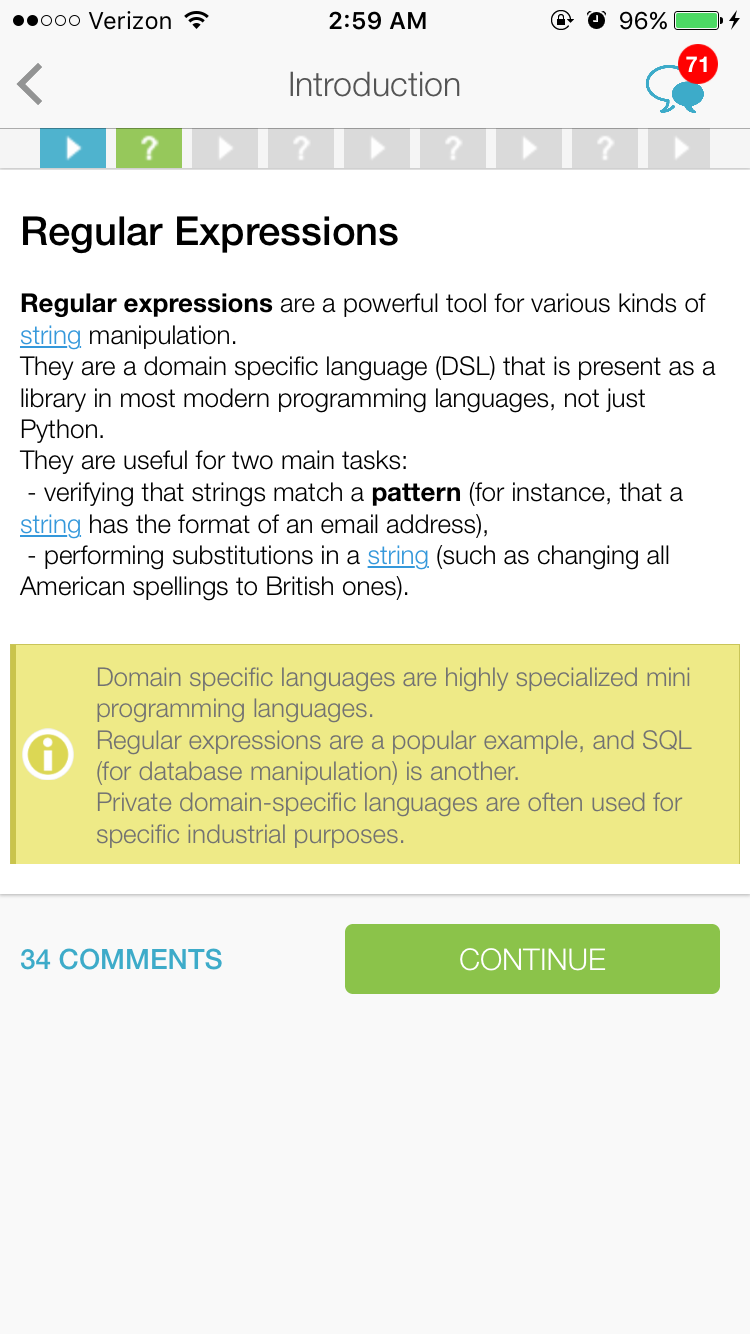 Verizon 2:59 AM 96%
Introduction 71
? ? ? ?
Regular Expressions
Regular expressions are a powerful tool for various kinds of
string manipulation.
They are a domain specific language (DSL) that is present as a
library in most modern programming languages, not just
Python.
They are useful for two main tasks:
- verifying that strings match a pattern (for instance, that a
string has the format of an email address),
- performing substitutions in a string (such as changing all
American spellings to British ones).
Domain specific languages are highly specialized mini
programming languages.
Regular expressions are a popular example, and SQL
(for database manipulation) is another.
Private domain-specific languages are often used for
specific industrial purposes.
34 COMMENTS CONTINUE